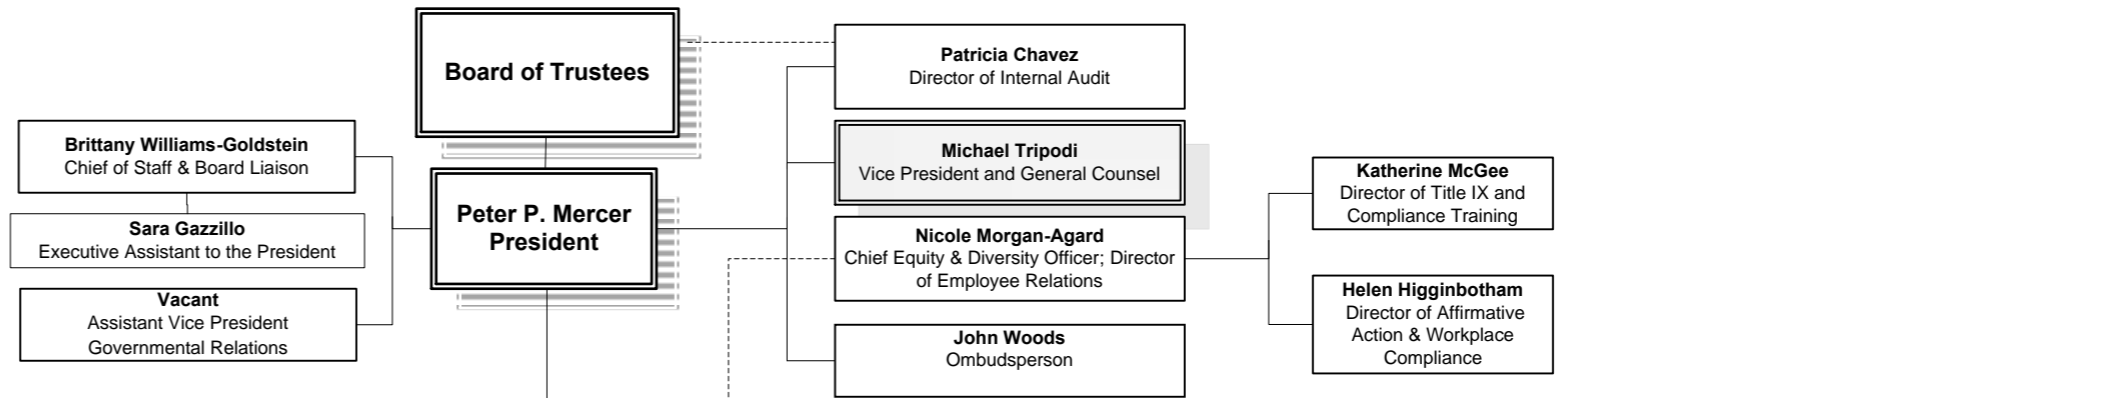 Board of Trustees
Patricia Chavez
Director of Internal Audit
Brittany Williams-Goldstein
Chief of Staff & Board Liaison
Michael Tripodi
Vice President and General Counsel
Katherine McGee
Director of Title IX and
Compliance Training
Peter P. Mercer
President
Sara Gazzillo
Executive Assistant to the President
Nicole Morgan-Agard
Chief Equity & Diversity Officer; Director
of Employee Relations
Vacant
Assistant Vice President
Governmental Relations
Helen Higginbotham
Director of Affirmative
Action & Workplace
Compliance
John Woods
Ombudsperson